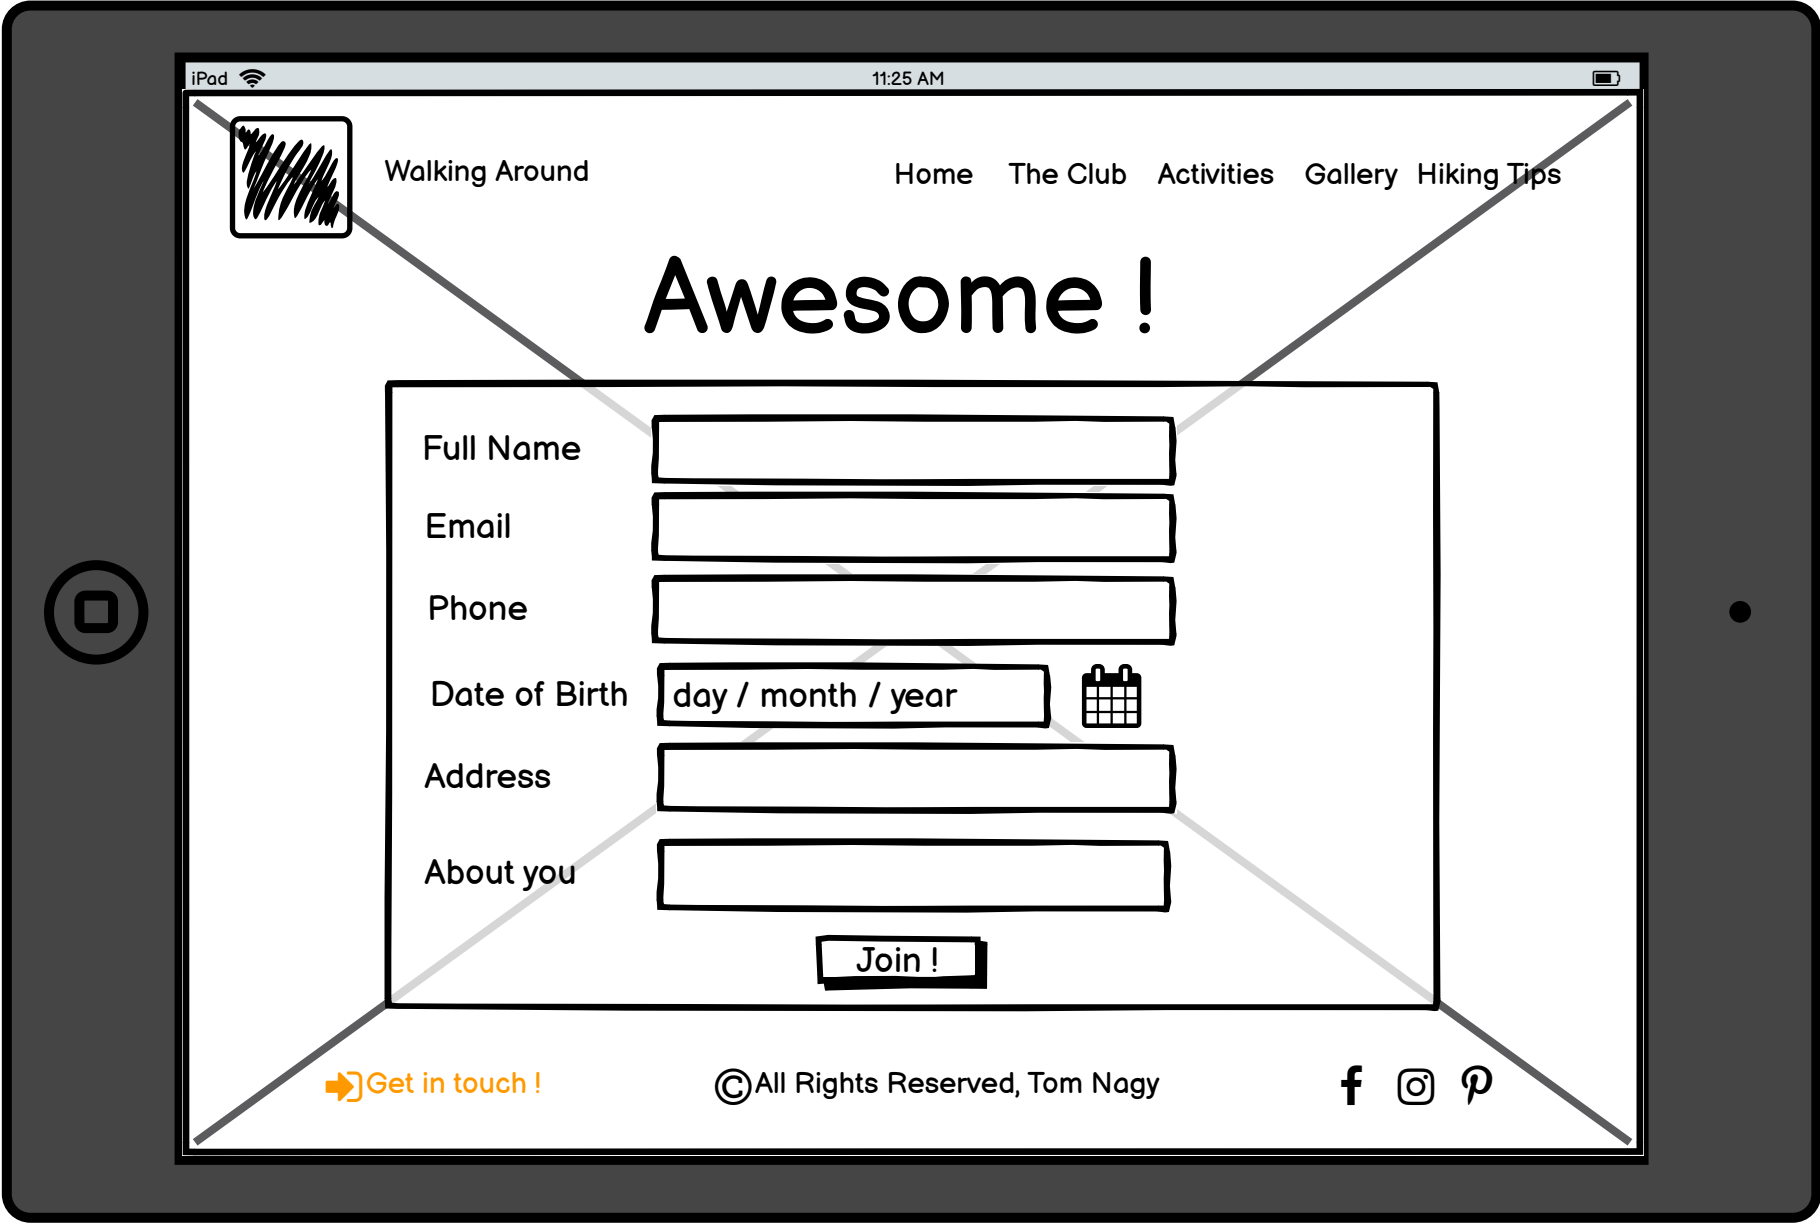 iPad
11:25 AM
Walking Around
Home The Club Activities Gallery Hiking Tips
Awesome !
Full Name
Email
Phone
Date of Birth day / month / year
Address
About you
Join !
Get in touch !
©All Rights Reserved, Tom Nagy